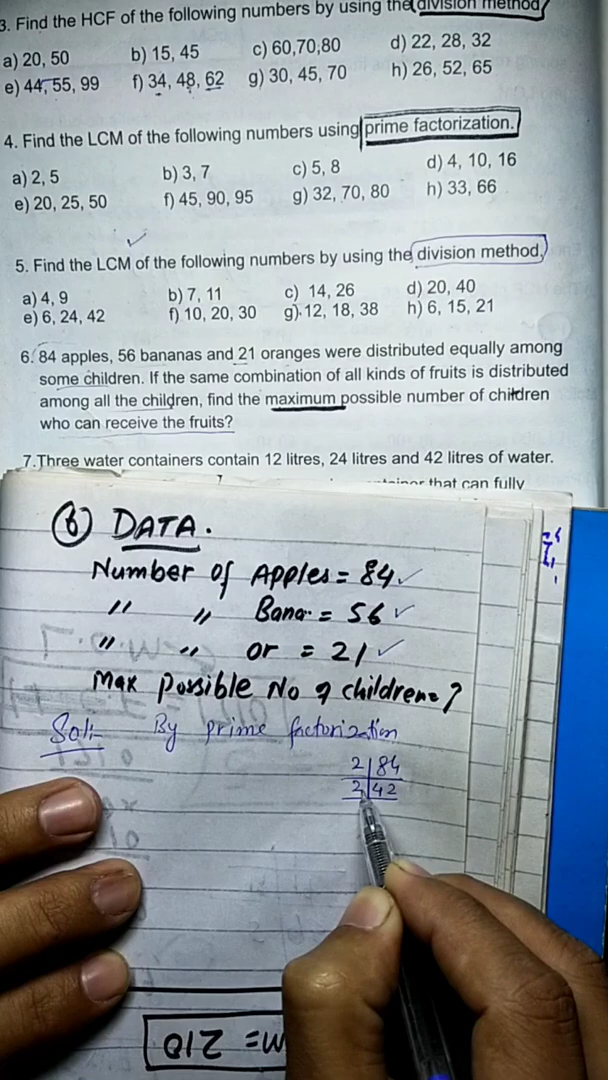 3. Find the HCF of the following numbers by using the division method
a) 20, 50 b) 15, 45 c) 60,70,80 d) 22, 28, 32
e) 44, 55, 99 f) 34, 48, 62 g) 30, 45, 70 h) 26, 52, 65
4. Find the LCM of the following numbers using prime factorization.
a) 2, 5 b) 3, 7 c) 5, 8 d) 4, 10, 16
e) 20, 25, 50 f) 45, 90, 95 g) 32, 70, 80 h) 33, 66
5. Find the LCM of the following numbers by using the division method.
a) 4, 9 b) 7, 11 c) 14, 26 d) 20, 40
e) 6, 24, 42 f) 10, 20, 30 g) 12, 18, 38 h) 6, 15, 21
6. 84 apples, 56 bananas and 21 oranges were distributed equally among
some children. If the same combination of all kinds of fruits is distributed
among all the children, find the maximum possible number of children
who can receive the fruits?
7. Three water containers contain 12 litres, 24 litres and 42 litres of water.
that can fully
(6) DATA.
Number of Apples = 84 ✓
" " Bana. = 56 ✓
" " or = 21 ✓
Max Possible No of children = ?
Sol:- By prime factorization
2 | 84
2 | 42
M= 210